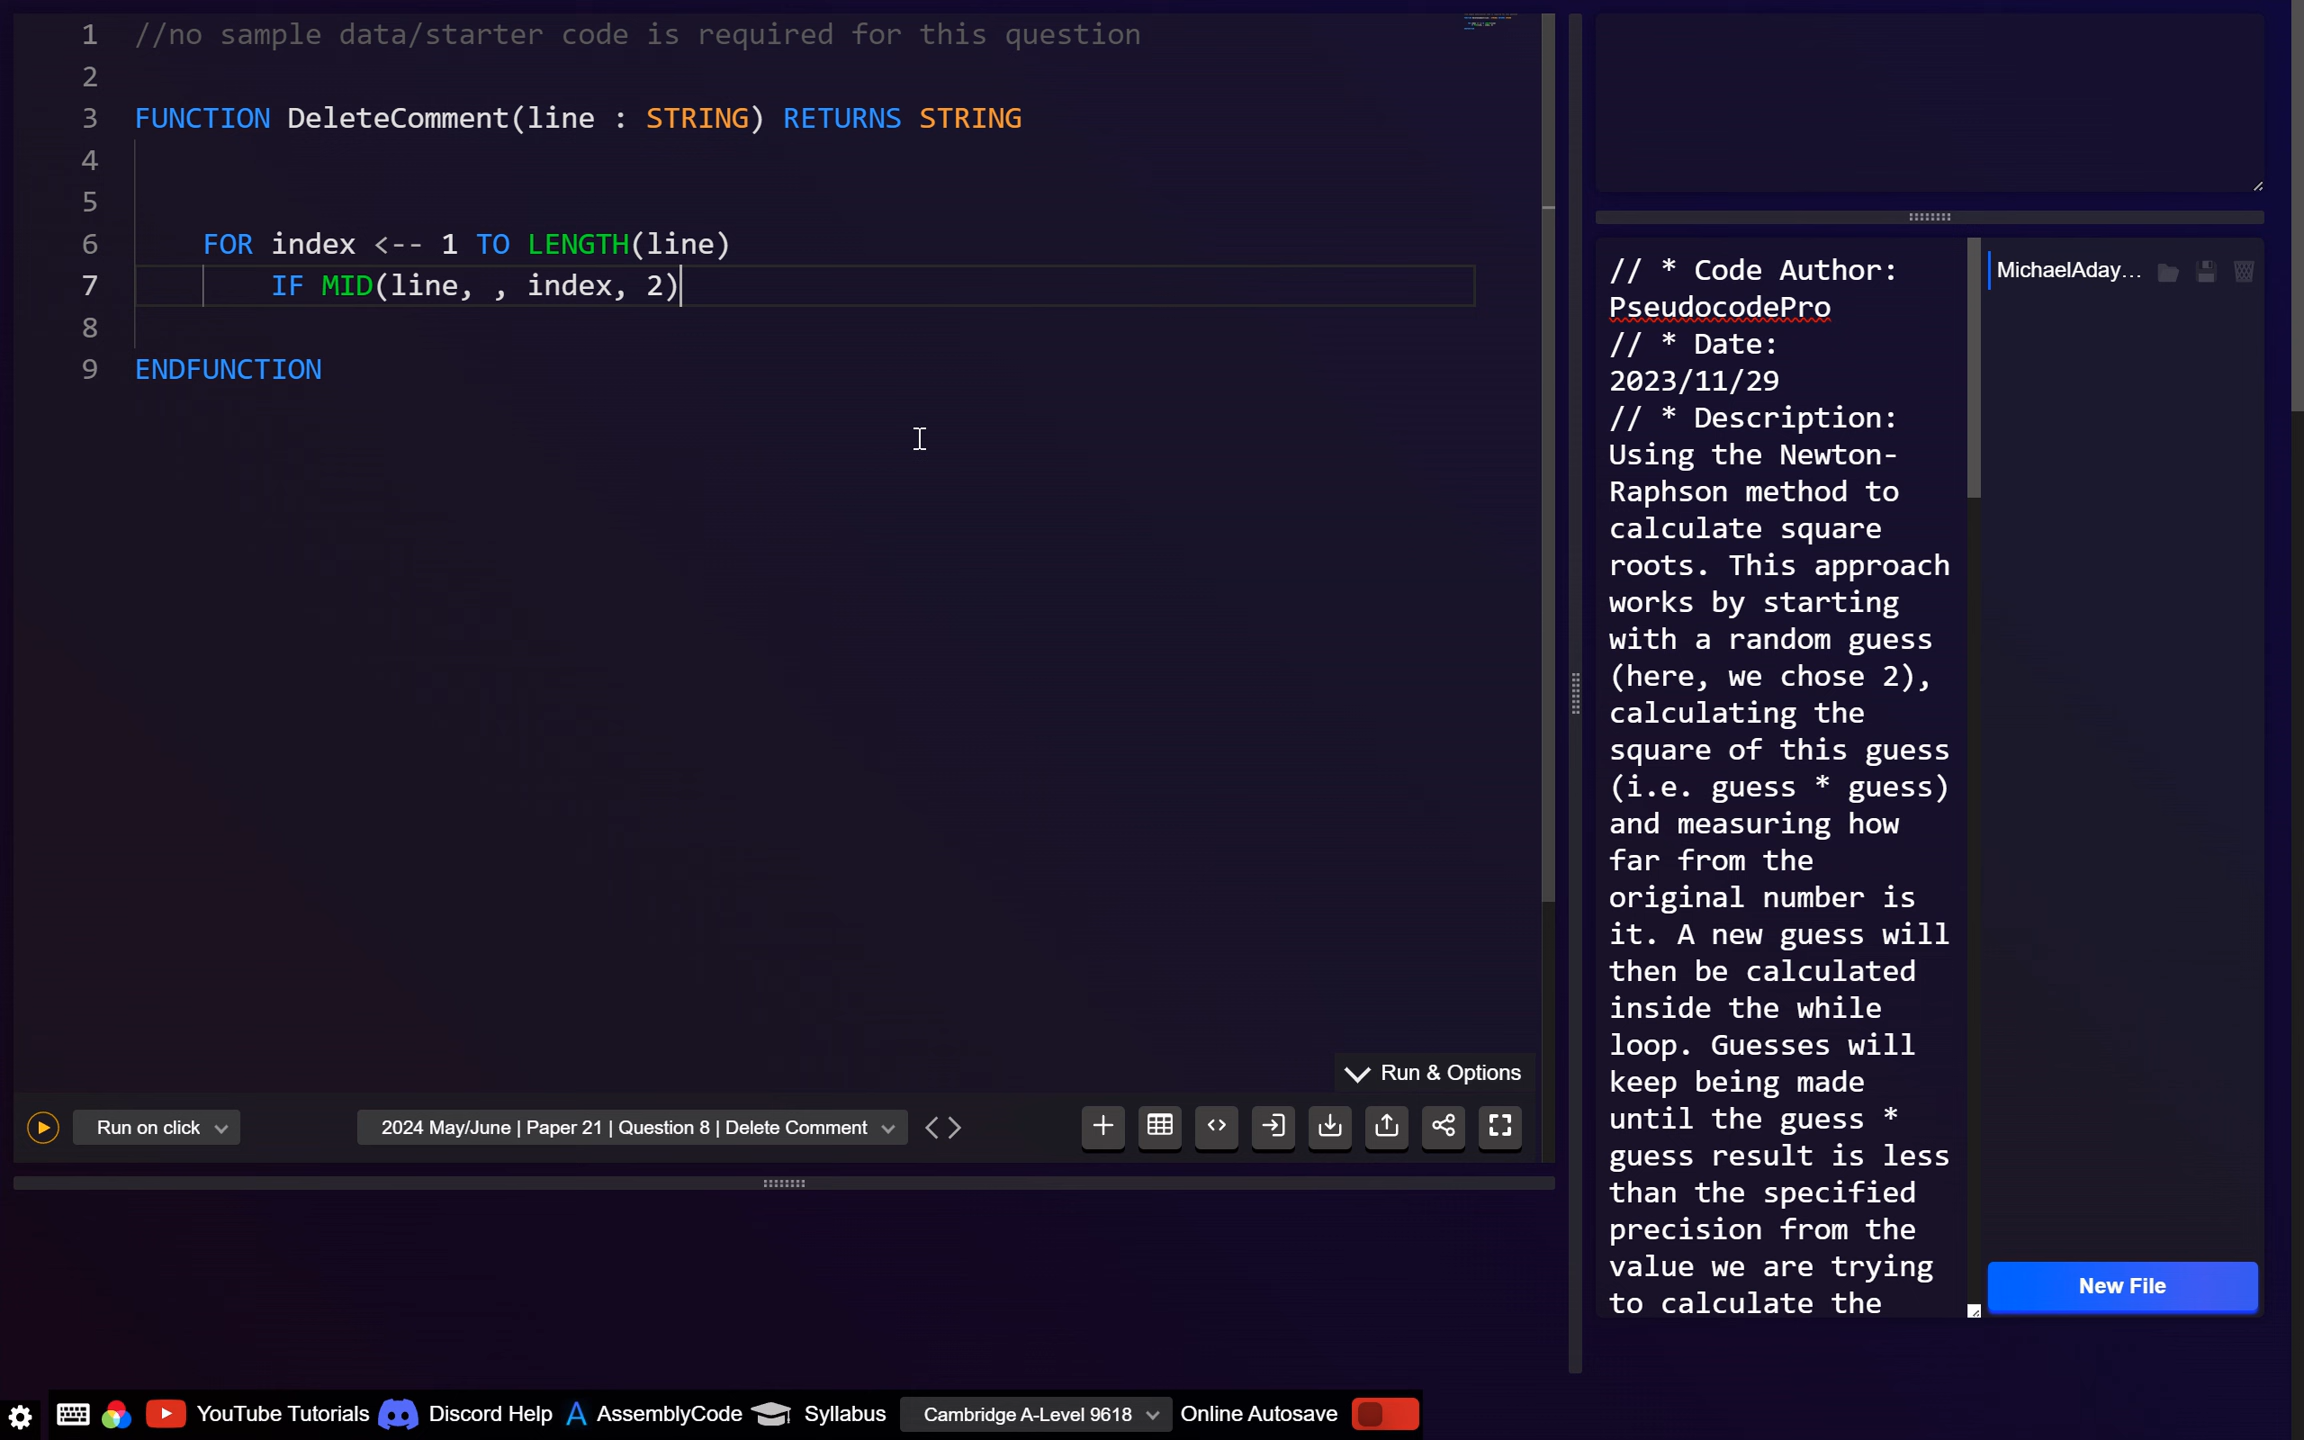 1 //no sample data/starter code is required for this question
2
3 FUNCTION DeleteComment(line : STRING) RETURNS STRING
4
5
6 FOR index <-- 1 TO LENGTH(line)
7 IF MID(line, , index, 2)
8
9 ENDFUNCTION
Run & Options
Run on click
2024 May/June | Paper 21 | Question 8 | Delete Comment
// * Code Author:
PseudocodePro
// * Date:
2023/11/29
// * Description:
Using the Newton-
Raphson method to
calculate square
roots. This approach
works by starting
with a random guess
(here, we chose 2),
calculating the
square of this guess
(i.e. guess * guess)
and measuring how
far from the
original number is
it. A new guess will
then be calculated
inside the while
loop. Guesses will
keep being made
until the guess *
guess result is less
than the specified
precision from the
value we are trying
to calculate the
MichaelAday...
New File
YouTube Tutorials
Discord Help
AssemblyCode
Syllabus
Cambridge A-Level 9618
Online Autosave